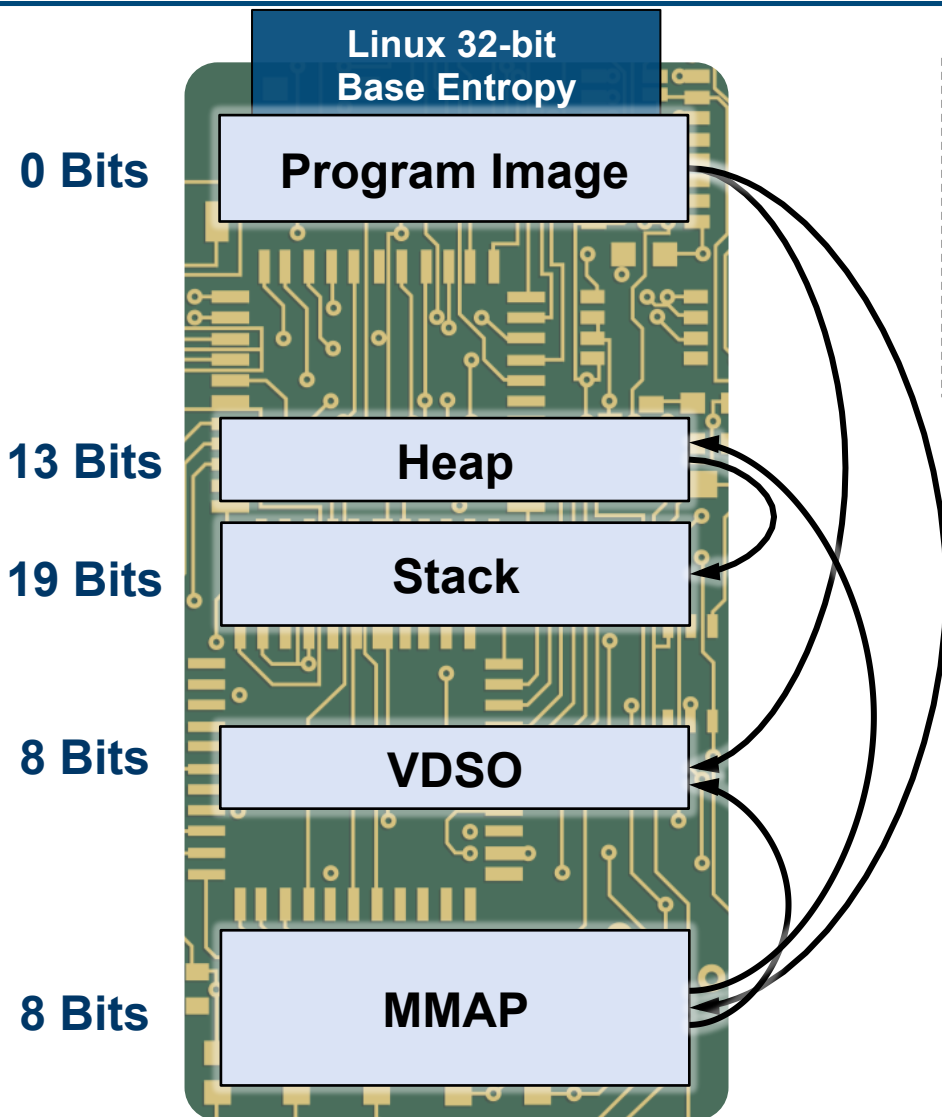 Linux 32-bit
Base Entropy
0 Bits
Program Image
13 Bits
Heap
19 Bits
Stack
8 Bits
VDSO
8 Bits
MMAP